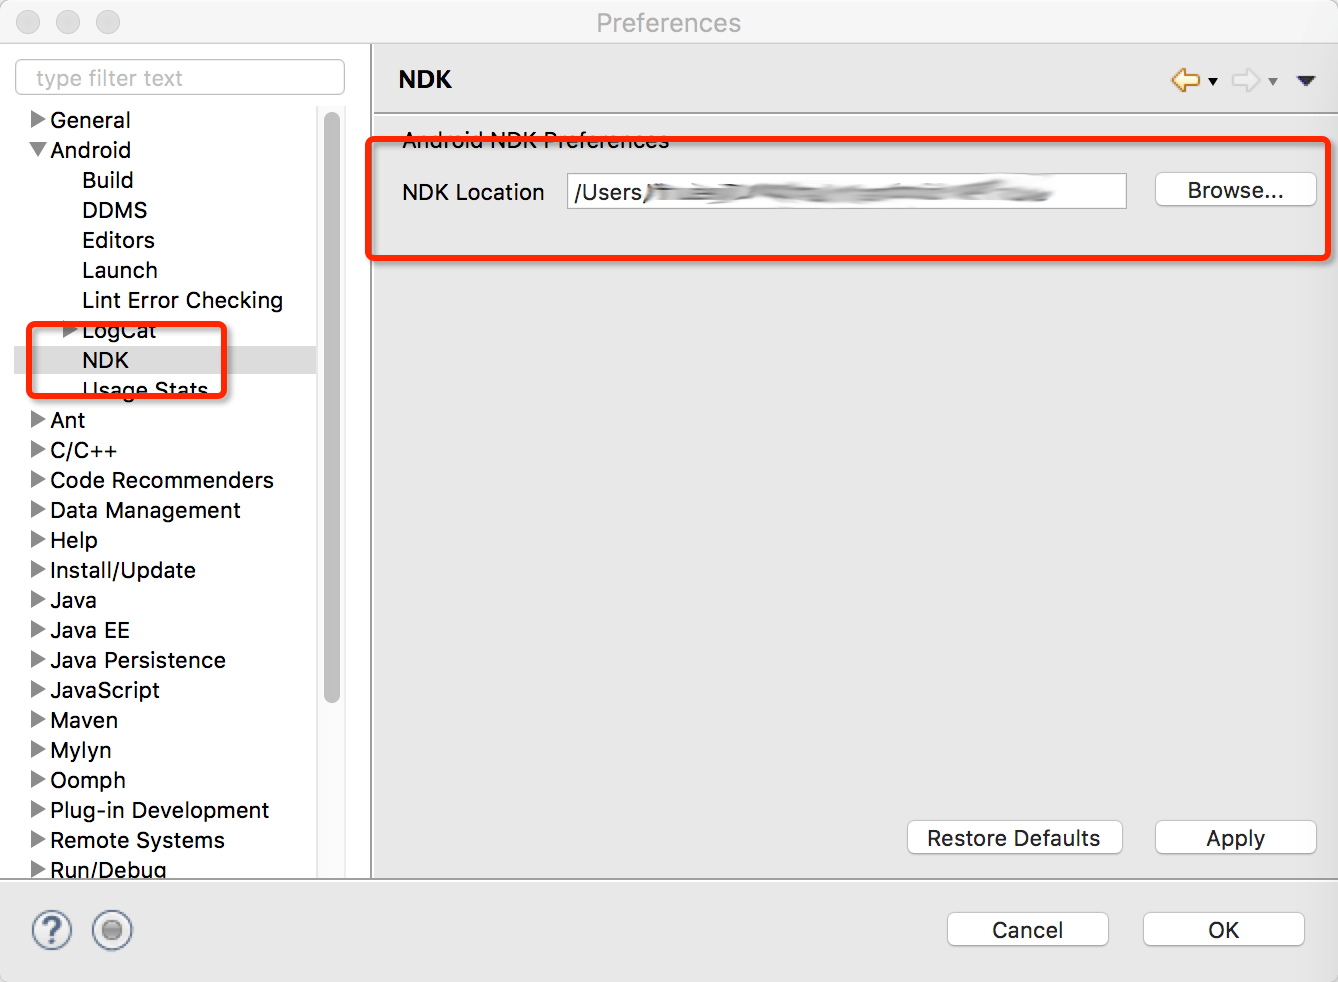 Preferences
type filter text
General
Android
Build
DDMS
Editors
Launch
Lint Error Checking
LogCat
NDK
Usage Stats
Ant
C/C++
Code Recommenders
Data Management
Help
Install/Update
Java
Java EE
Java Persistence
JavaScript
Maven
Mylyn
Oomph
Plug-in Development
Remote Systems
Run/Debug
NDK
Android NDK Preferences
NDK Location /Users/ Browse...
Restore Defaults Apply
? Cancel OK